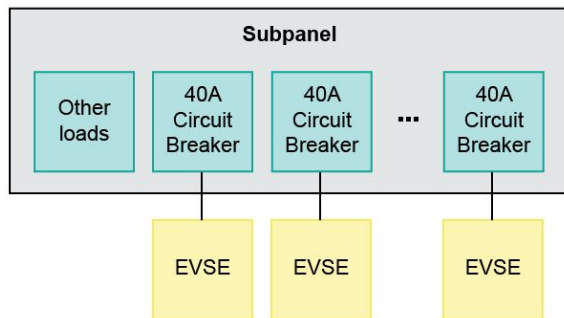 Subpanel
Other
loads
40A
Circuit
Breaker
40A
Circuit
Breaker
...
40A
Circuit
Breaker
EVSE
EVSE
EVSE